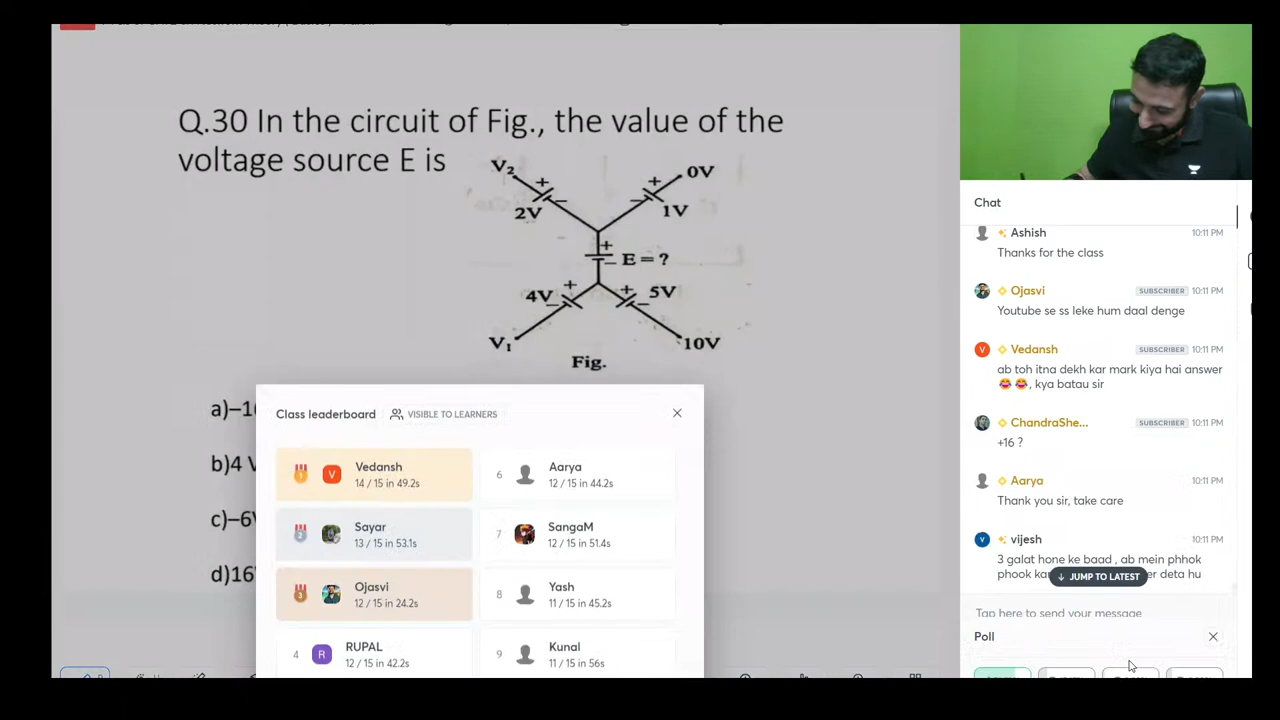 Q.30 In the circuit of Fig., the value of the
voltage source E is
V₂
+
2V
−
0V
+
−
1V
+
− E = ?
4V
+
−
+
−
5V
V₁
10V
Fig.
b)4
d)16
Class leaderboard
VISIBLE TO LEARNERS
1
V
Vedansh
14 / 15 in 49.2s
Sayar
13 / 15 in 53.1s
Ojasvi
12 / 15 in 24.2s
4
R
RUPAL
12 / 15 in 42.2s
6
Aarya
12 / 15 in 44.2s
7
SangaM
12 / 15 in 51.4s
8
Yash
11 / 15 in 45.2s
9
Kunal
11 / 15 in 56s
Chat
Ashish
10:11 PM
Thanks for the class
Ojasvi
SUBSCRIBER 10:11 PM
Youtube se ss leke hum daal denge
V
Vedansh
SUBSCRIBER 10:11 PM
ab toh itna dekh kar mark kiya hai answer
😂😂, kya batau sir
ChandraShe...
SUBSCRIBER 10:11 PM
+16 ?
Aarya
10:11 PM
Thank you sir, take care
V
vijesh
10:11 PM
3 galat hone ke baad , ab mein phhok
phook deta hu
↓ JUMP TO LATEST
Tap here to send your message
Poll